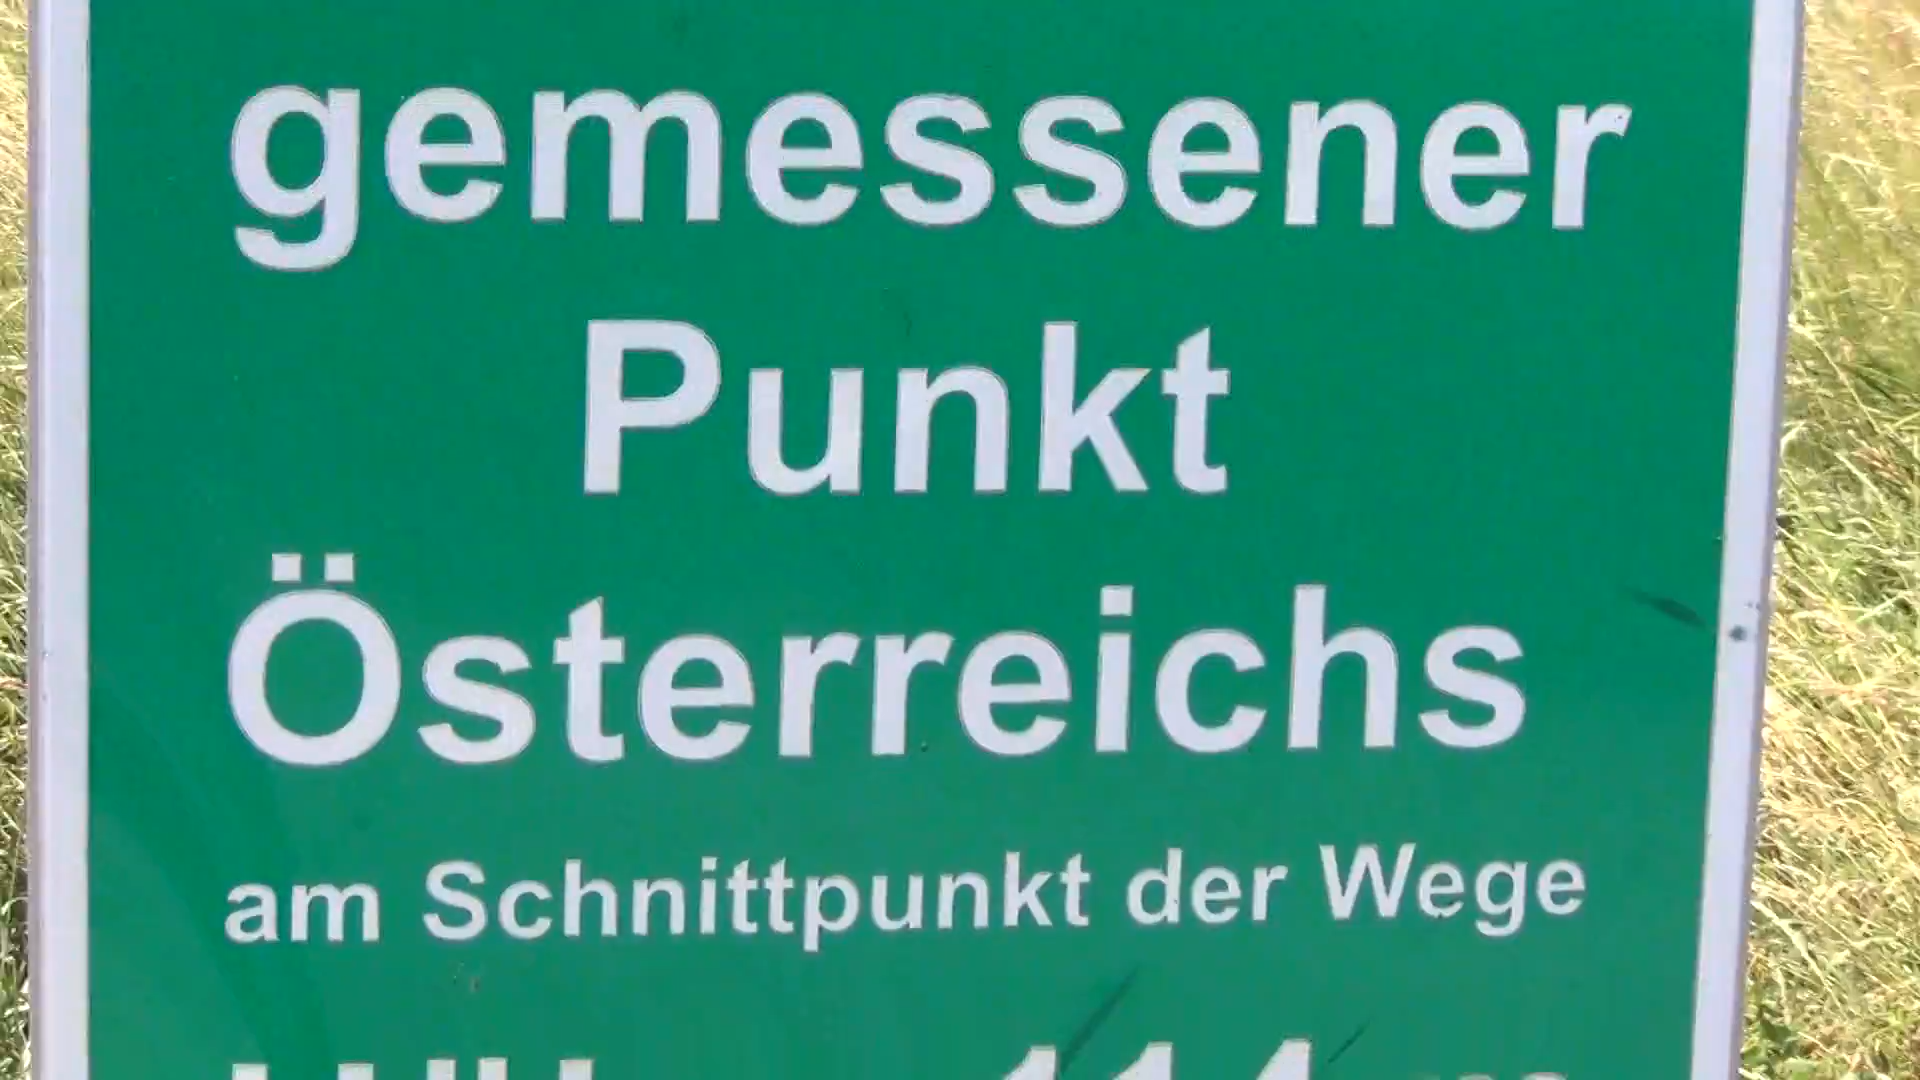 gemessener
Punkt
Österreichs
am Schnittpunkt der Wege